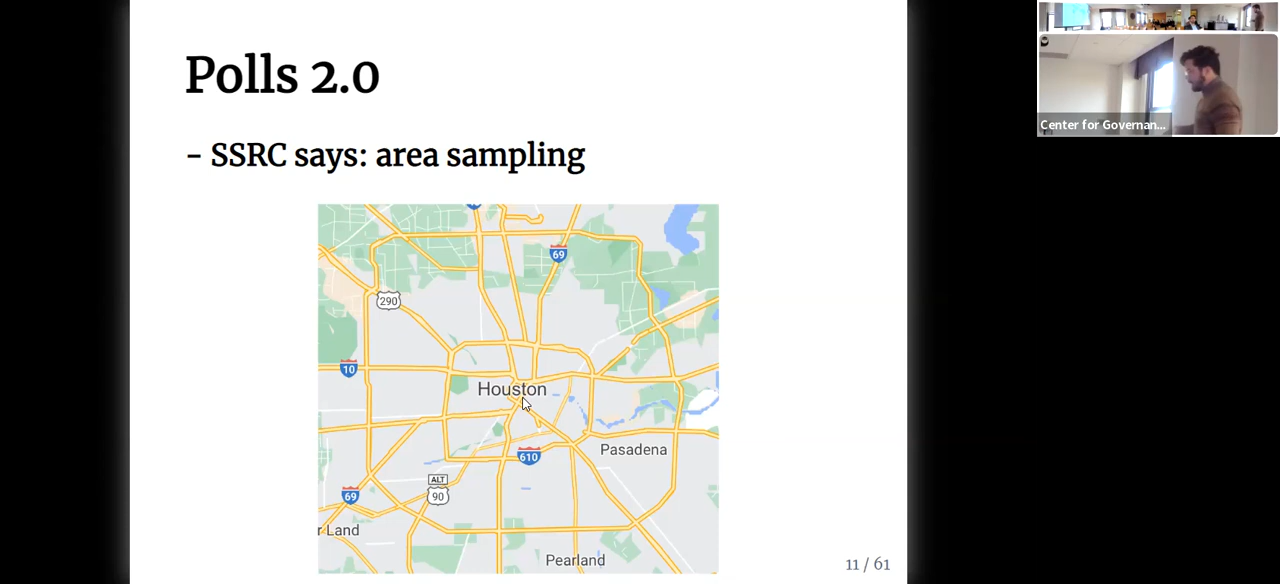 Polls 2.0
- SSRC says: area sampling
69
290
10
Houston
Pasadena
610
ALT
90
69
r Land
Pearland
11 / 61
Center for Governan...